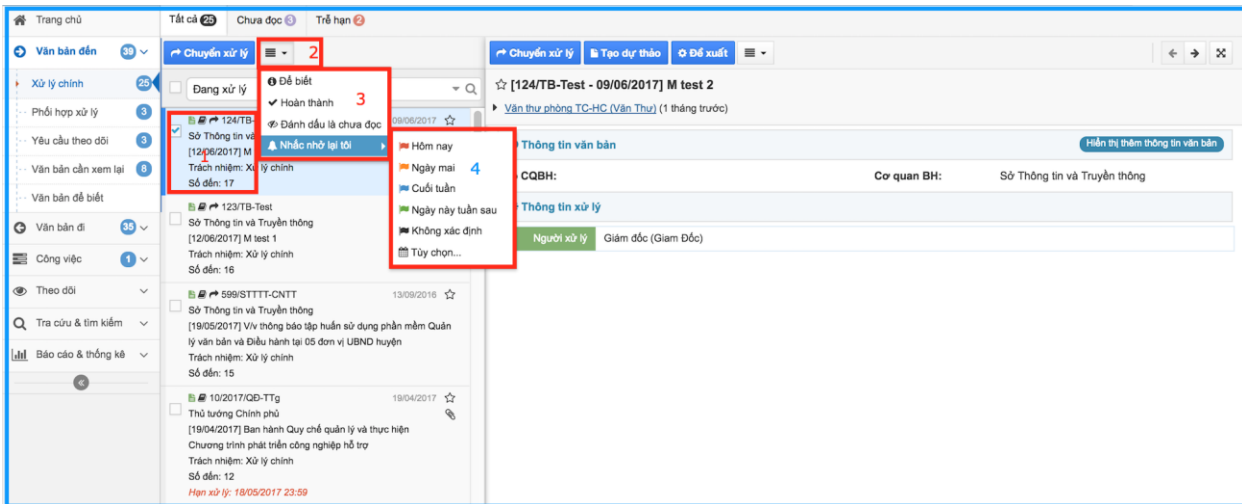 Trang chủ
Văn bản đến 39
Xử lý chính 25
Phối hợp xử lý 3
Yêu cầu theo dõi 3
Văn bản cần xem lại 8
Văn bản để biết
Văn bản đi 35
Công việc 1
Theo dõi
Tra cứu & tìm kiếm
Báo cáo & thống kê
Tất cả 25 Chưa đọc 3 Trễ hạn 2
Chuyển xử lý 2
Đang xử lý
Để biết
Hoàn thành 3
Đánh dấu là chưa đọc
Nhắc nhở lại tôi
Hôm nay
Ngày mai 4
Cuối tuần
Ngày này tuần sau
Không xác định
Tùy chọn...
124/TB- 09/06/2017
Sở Thông tin và
1
[12/06/2017] M
Trách nhiệm: Xử lý chính
Số đến: 17
123/TB-Test
Sở Thông tin và Truyền thông
[12/06/2017] M test 1
Trách nhiệm: Xử lý chính
Số đến: 16
599/STTTT-CNTT 13/09/2016
Sở Thông tin và Truyền thông
[19/05/2017] V/v thông báo tập huấn sử dụng phần mềm Quản
lý văn bản và Điều hành tại 05 đơn vị UBND huyện
Trách nhiệm: Xử lý chính
Số đến: 15
10/2017/QĐ-TTg 19/04/2017
Thủ tướng Chính phủ
[19/04/2017] Ban hành Quy chế quản lý và thực hiện
Chương trình phát triển công nghiệp hỗ trợ
Trách nhiệm: Xử lý chính
Số đến: 12
Hạn xử lý: 18/05/2017 23:59
Chuyển xử lý Tạo dự thảo Đề xuất
[124/TB-Test - 09/06/2017] M test 2
Văn thư phòng TC-HC (Văn Thư) (1 tháng trước)
Thông tin văn bản Hiển thị thêm thông tin văn bản
CQBH: Cơ quan BH: Sở Thông tin và Truyền thông
Thông tin xử lý
Người xử lý Giám đốc (Giam Đốc)